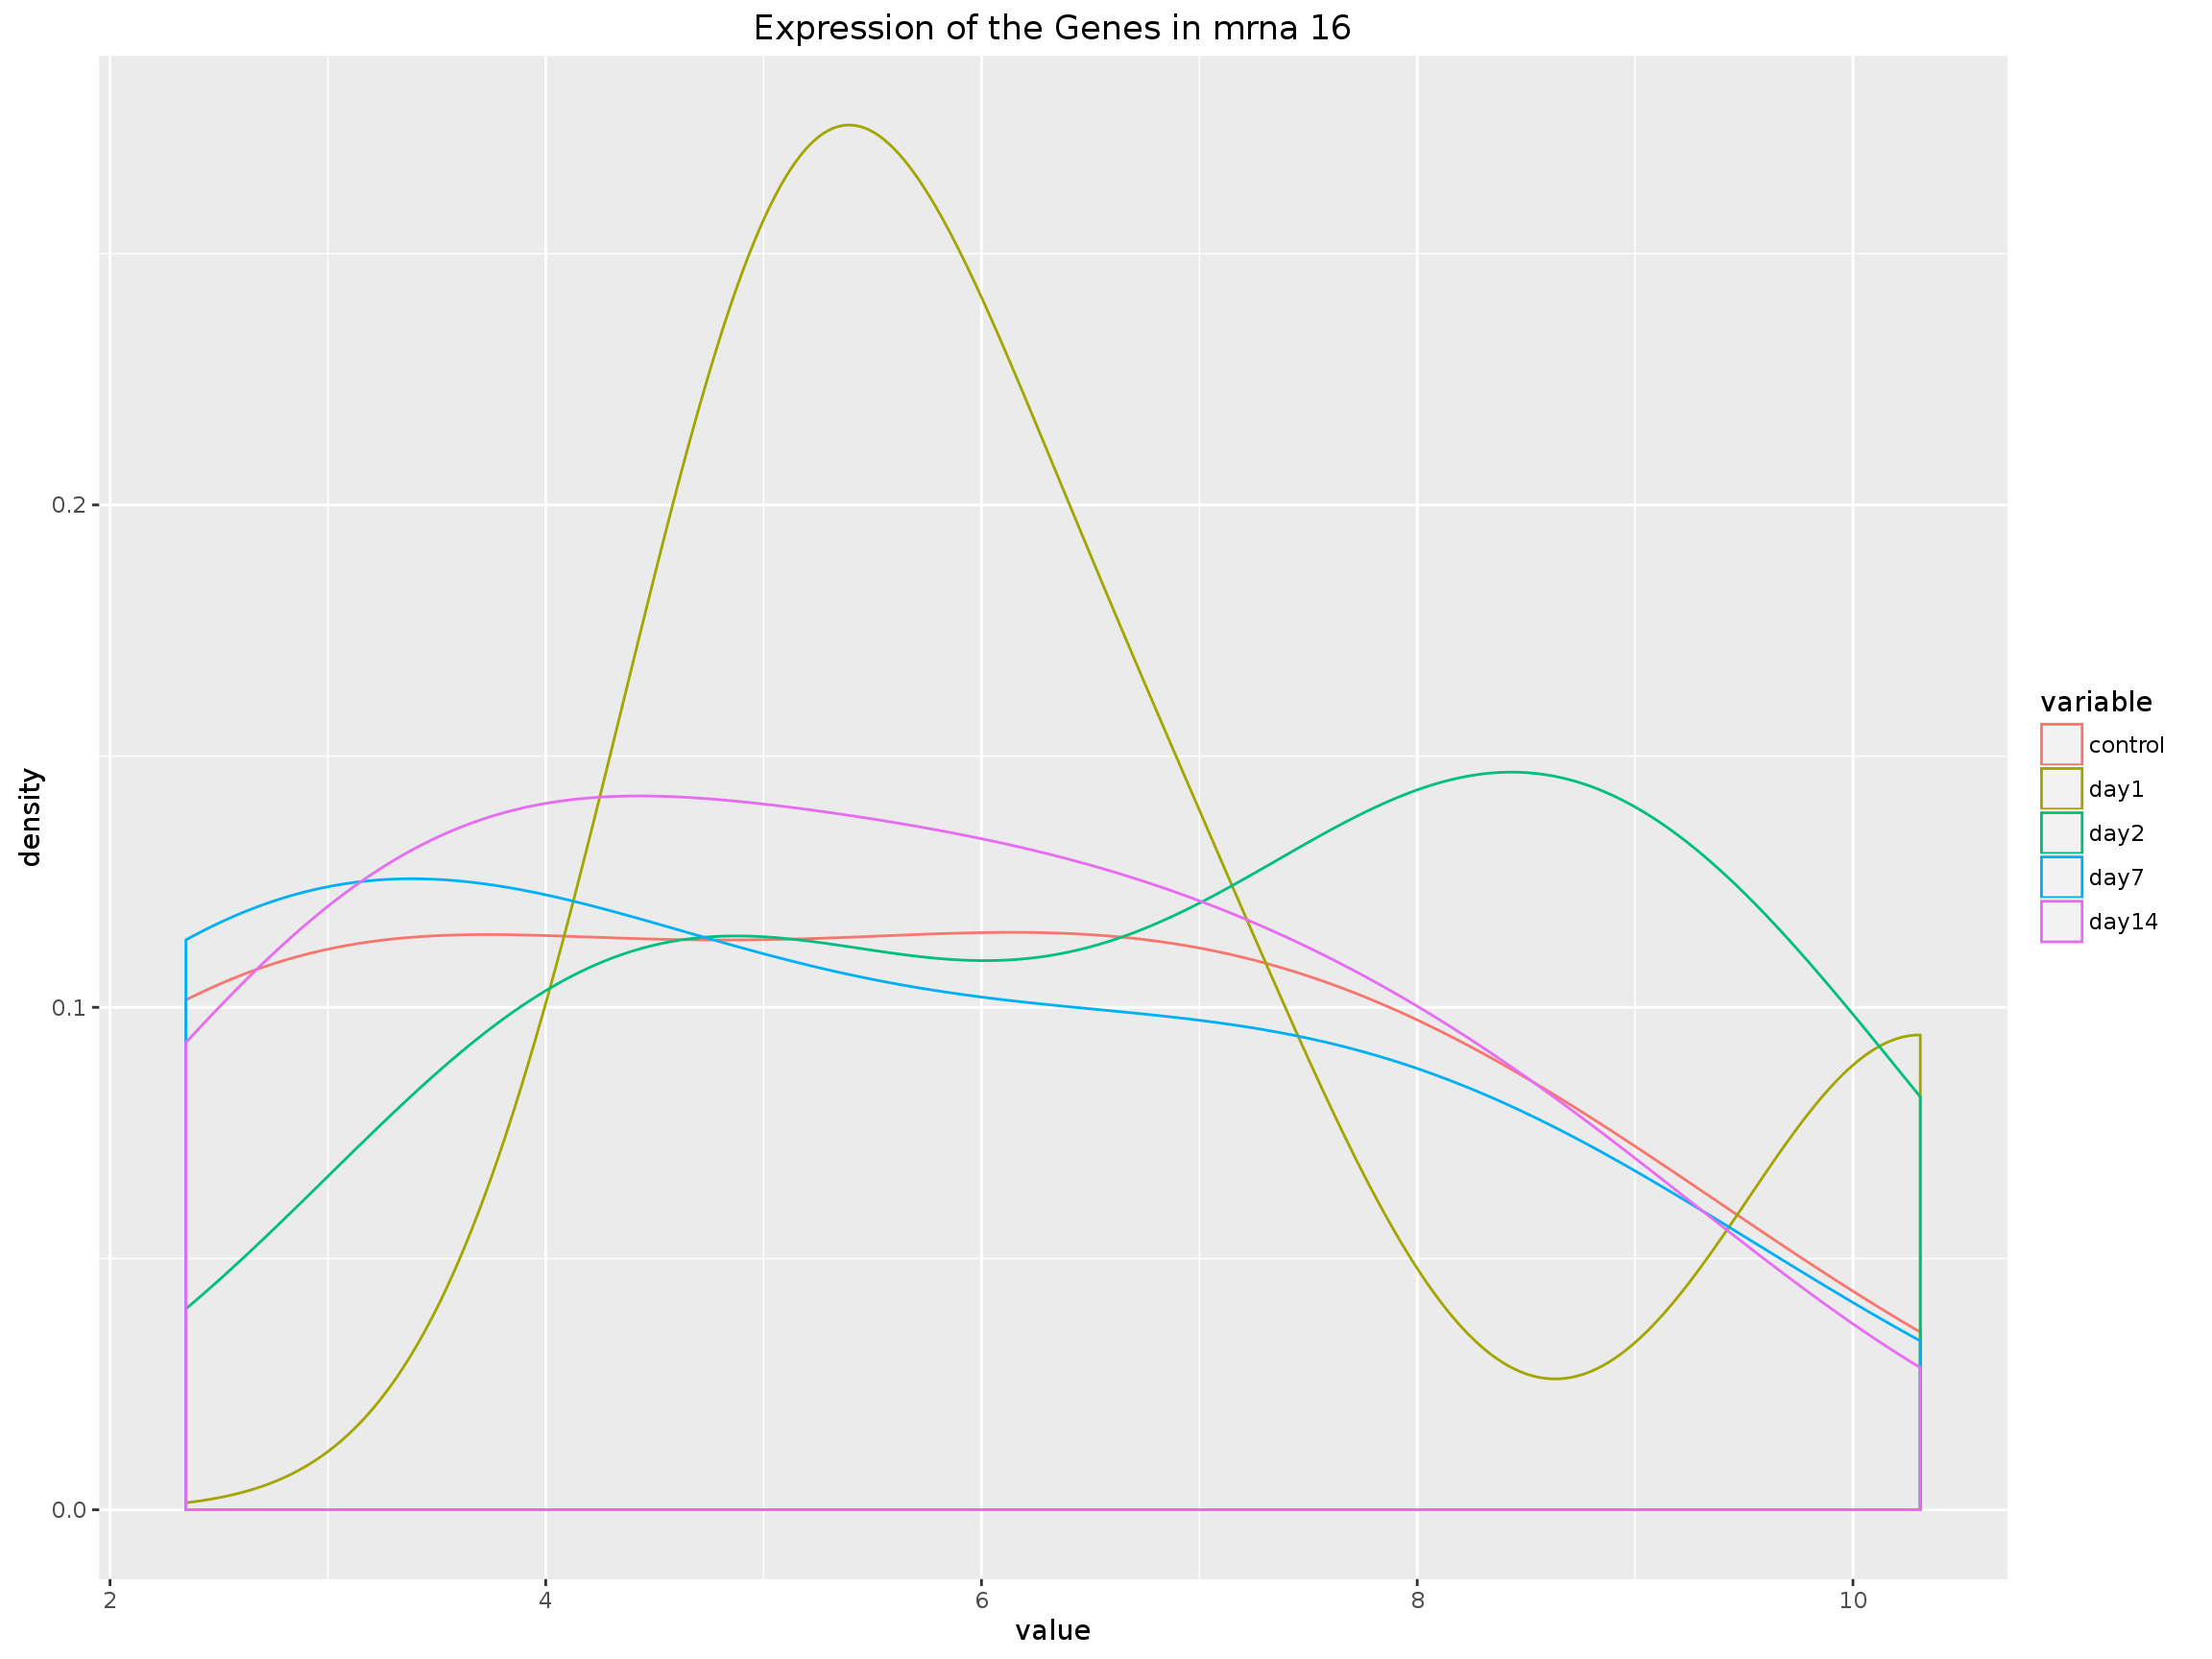 Expression of the Genes in mrna 16
density
0.2
0.1
0.0
2 4 6 8 10
value
variable
control
day1
day2
day7
day14